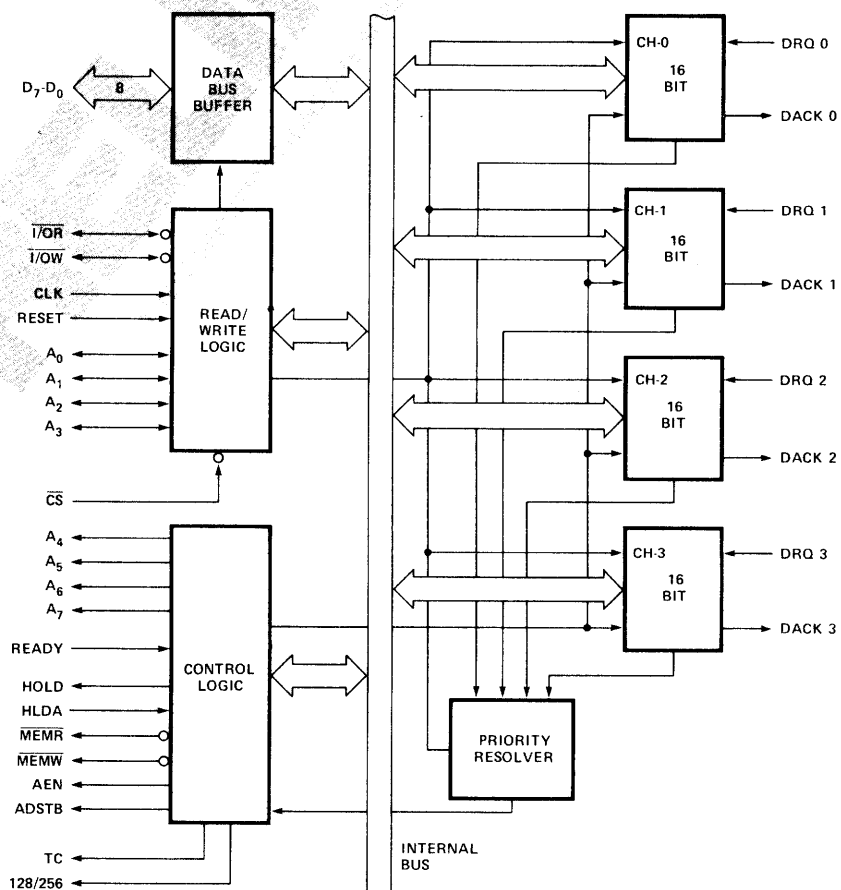 D7-D0
8
DATA
BUS
BUFFER
I/OR
I/OW
CLK
RESET
A0
A1
A2
A3
READ/
WRITE
LOGIC
CS
A4
A5
A6
A7
READY
HOLD
HLDA
MEMR
MEMW
AEN
ADSTB
TC
128/256
CONTROL
LOGIC
INTERNAL
BUS
CH-0
16
BIT
DRQ 0
DACK 0
CH-1
16
BIT
DRQ 1
DACK 1
CH-2
16
BIT
DRQ 2
DACK 2
CH-3
16
BIT
DRQ 3
DACK 3
PRIORITY
RESOLVER